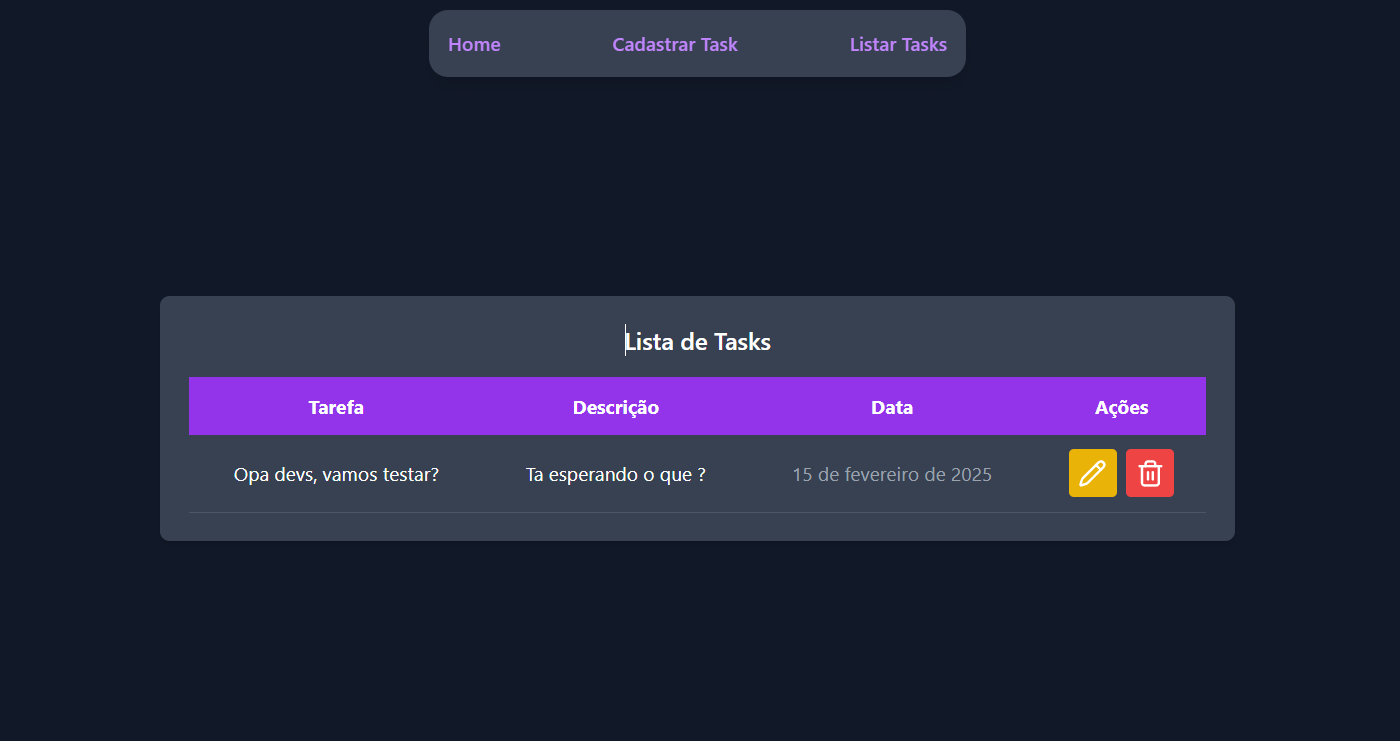 Home Cadastrar Task Listar Tasks
Lista de Tasks
Tarefa Descrição Data Ações
Opa devs, vamos testar? Ta esperando o que ? 15 de fevereiro de 2025